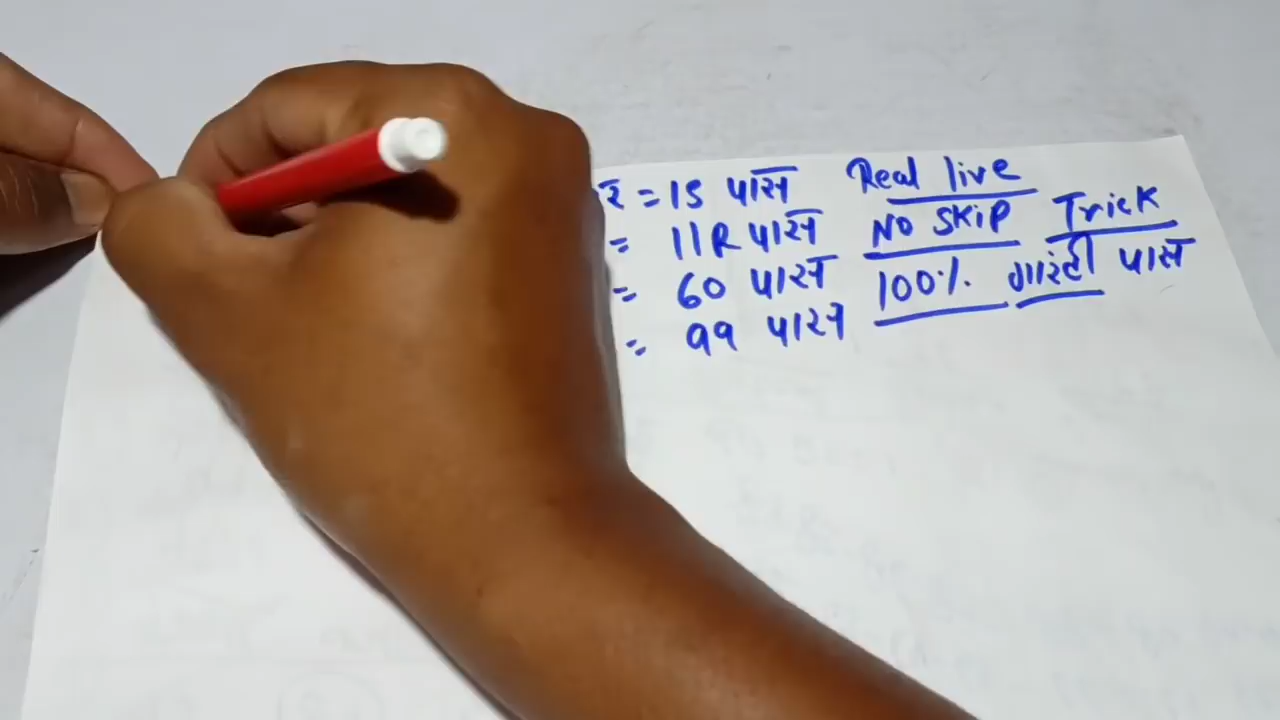 = 15 पास Real live
= 11R पास NO SKIP Trick
= 60 पास 100% गारंटी पास
= 99 पास